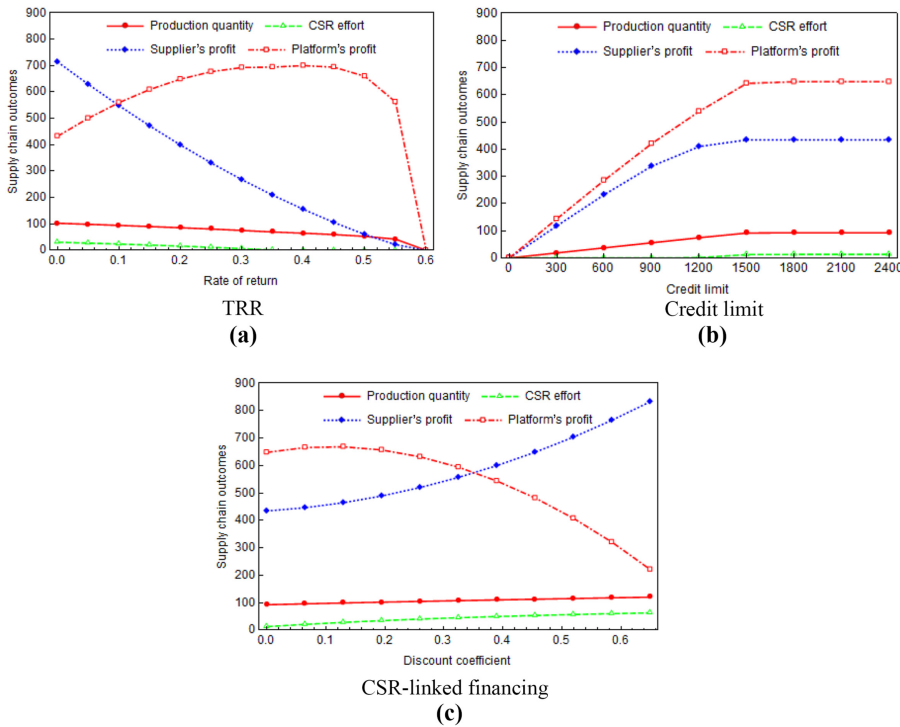 900
800
700
600
500
400
300
200
100
0
Supply chain outcomes
Production quantity
CSR effort
Supplier's profit
Platform's profit
0.0
0.1
0.2
0.3
0.4
0.5
0.6
Rate of return
TRR
(a)
900
800
700
600
500
400
300
200
100
0
Supply chain outcomes
Production quantity
CSR effort
Supplier's profit
Platform's profit
0
300
600
900
1200
1500
1800
2100
2400
Credit limit
Credit limit
(b)
900
800
700
600
500
400
300
200
100
0
Supply chain outcomes
Production quantity
CSR effort
Supplier's profit
Platform's profit
0.0
0.1
0.2
0.3
0.4
0.5
0.6
Discount coefficient
CSR-linked financing
(c)